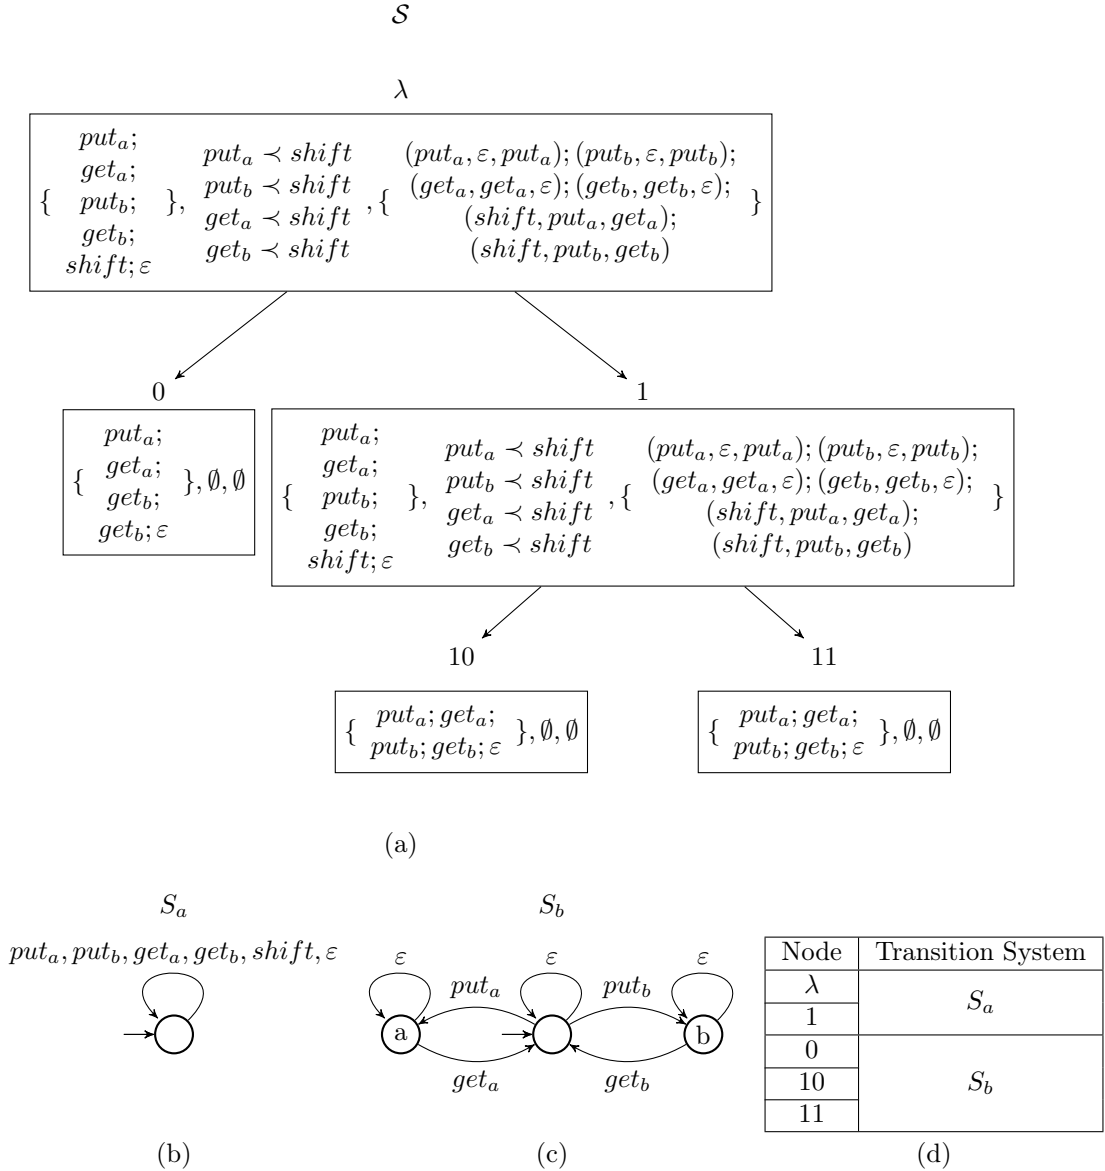 𝒮
λ
{ put_a; get_a; put_b; get_b; shift; ε }, put_a ≺ shift put_b ≺ shift get_a ≺ shift get_b ≺ shift , { (put_a, ε, put_a); (put_b, ε, put_b); (get_a, get_a, ε); (get_b, get_b, ε); (shift, put_a, get_a); (shift, put_b, get_b) }
0
{ put_a; get_a; get_b; get_b; ε }, ∅, ∅
1
{ put_a; get_a; put_b; get_b; shift; ε }, put_a ≺ shift put_b ≺ shift get_a ≺ shift get_b ≺ shift , { (put_a, ε, put_a); (put_b, ε, put_b); (get_a, get_a, ε); (get_b, get_b, ε); (shift, put_a, get_a); (shift, put_b, get_b) }
10
{ put_a; get_a; put_b; get_b; ε }, ∅, ∅
11
{ put_a; get_a; put_b; get_b; ε }, ∅, ∅
(a)
S_a
put_a, put_b, get_a, get_b, shift, ε
(b)
S_b
ε ε ε
put_a put_b
a b
get_a get_b
(c)
Node Transition System
λ
S_a
1
0
10
S_b
11
(d)